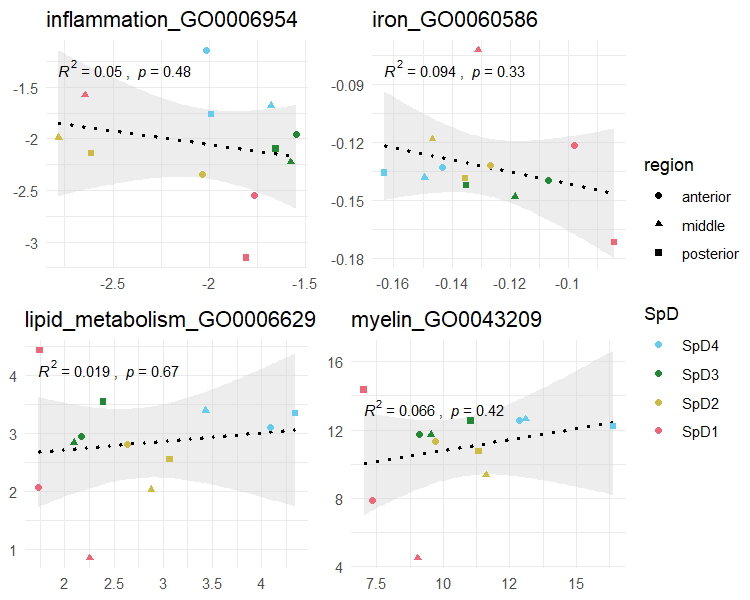 inflammation_GO0006954
R² = 0.05 , p = 0.48
-1.5
-2
-2.5
-3
-2.5
-2
-1.5
iron_GO0060586
R² = 0.094 , p = 0.33
-0.09
-0.12
-0.15
-0.18
-0.16
-0.14
-0.12
-0.1
lipid_metabolism_GO0006629
R² = 0.019 , p = 0.67
4
3
2
1
2
2.5
3
3.5
4
myelin_GO0043209
R² = 0.066 , p = 0.42
16
12
8
4
7.5
10
12
15
region
anterior
middle
posterior
SpD
SpD4
SpD3
SpD2
SpD1